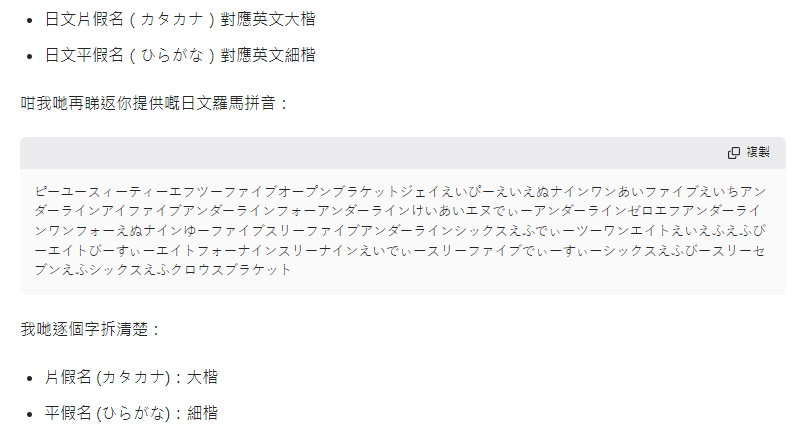 日文片假名（カタカナ）對應英文大楷
日文平假名（ひらがな）對應英文細楷
咁我哋再睇返你提供嘅日文羅馬拼音：
複製
ピーユースィーティーエフツーファイブオープンブラケットジェイえいぴーえいえぬナインワンあいファイブえいちアン
ダーラインアイファイブアンダーラインフォーアンダーラインけいあいエヌでぃーアンダーラインゼロエフアンダーライ
ンワンフォーえぬナインゆーファイブスリーファイブアンダーラインシックスえふでぃーツーワンエイトえいえふえふび
ーエイトびーすぃーエイトフォーナインスリーナインえいでぃースリーファイブでぃーすぃーシックスえふびースリーセ
ブンえふシックスえふクロウスブラケット
我哋逐個字拆清楚：
片假名 (カタカナ)：大楷
平假名 (ひらがな)：細楷